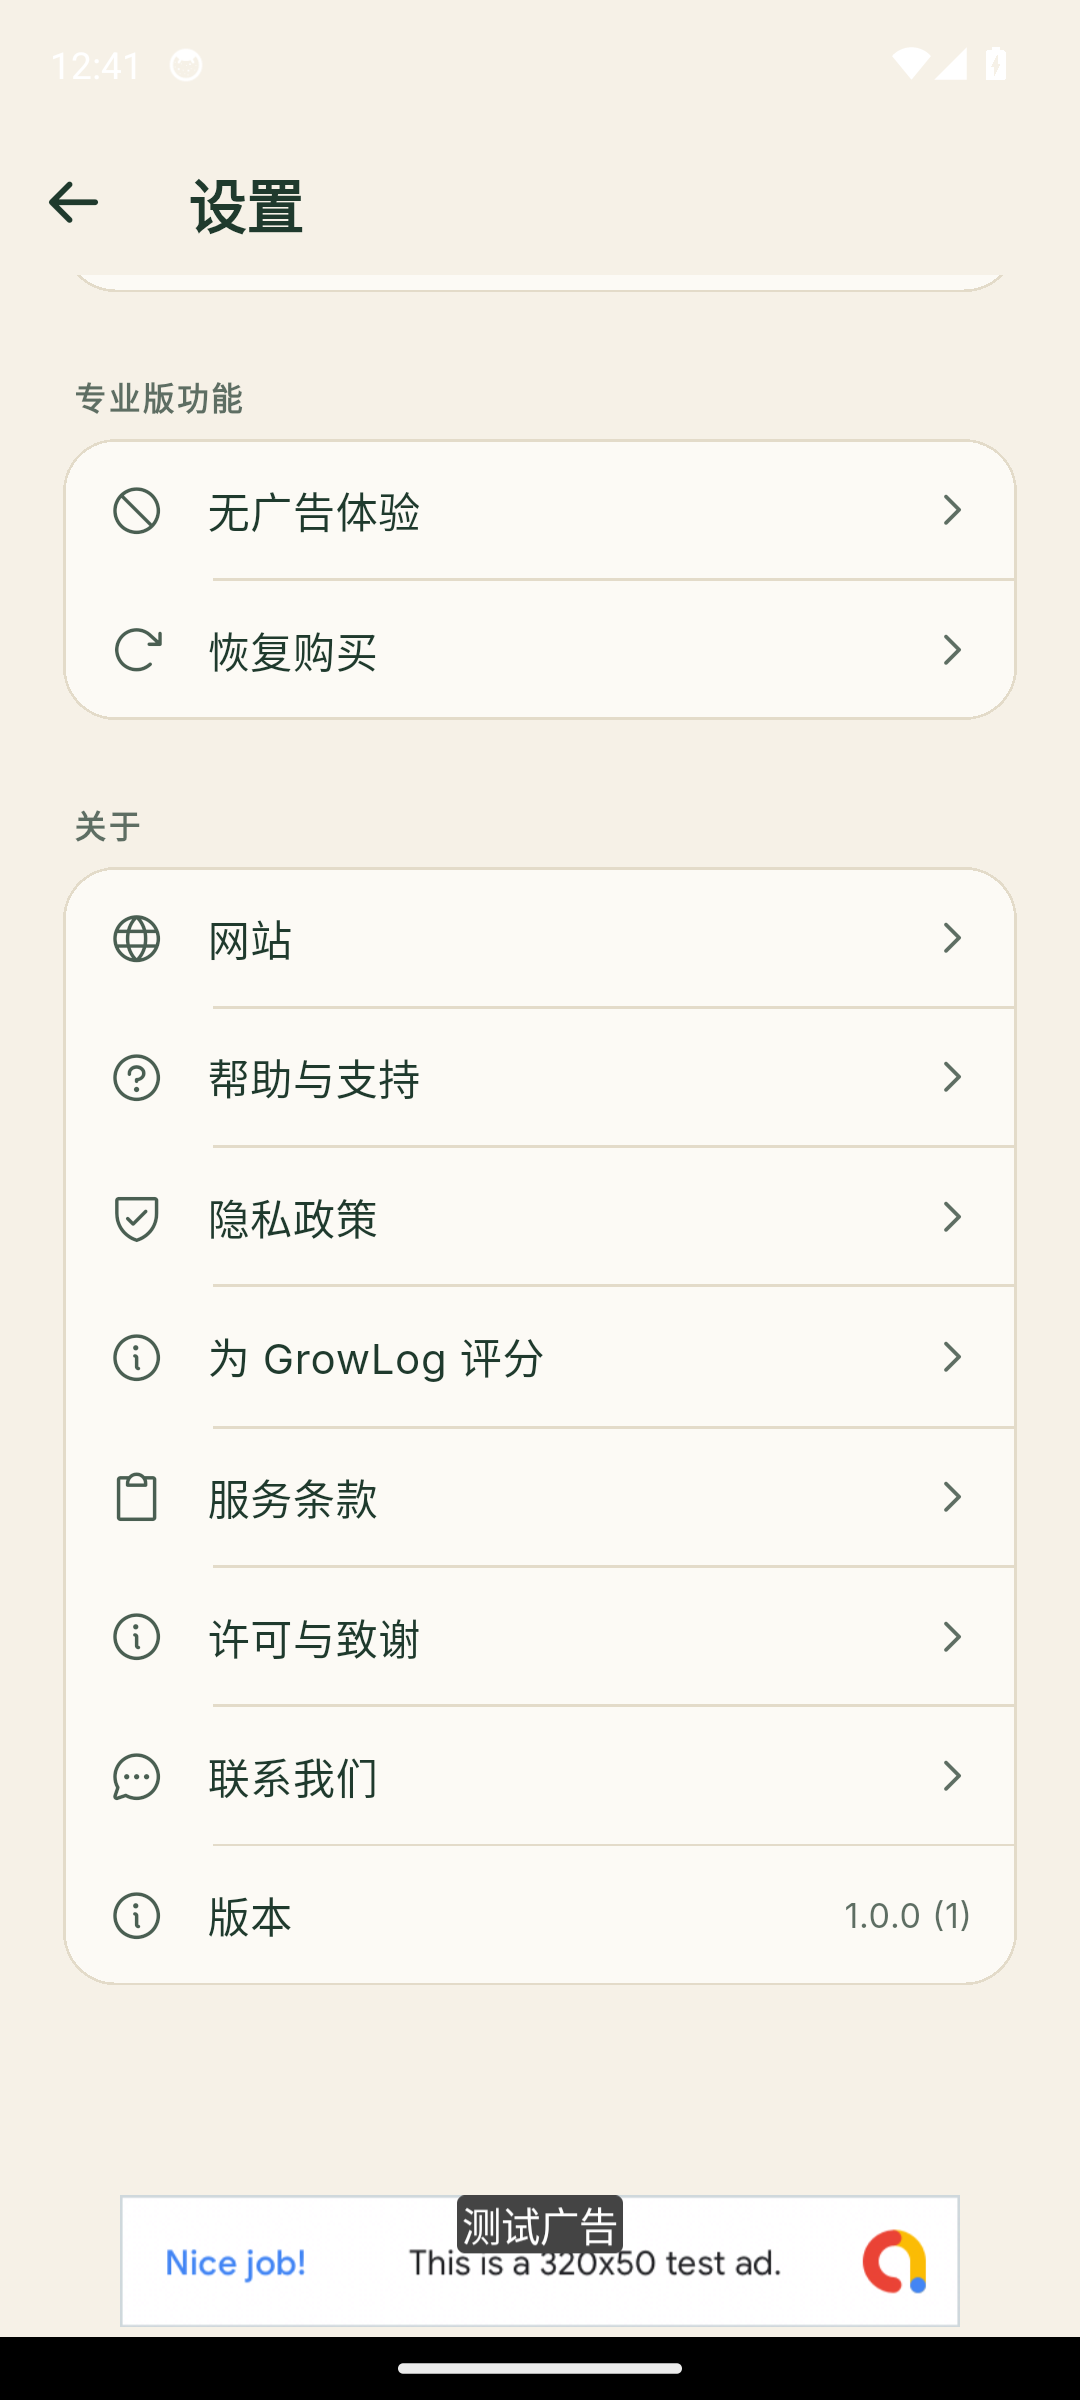 12:41
设置
专业版功能
无广告体验
恢复购买
关于
网站
帮助与支持
隐私政策
为 GrowLog 评分
服务条款
许可与致谢
联系我们
版本 1.0.0 (1)
测试广告
Nice job! This is a 320x50 test ad.